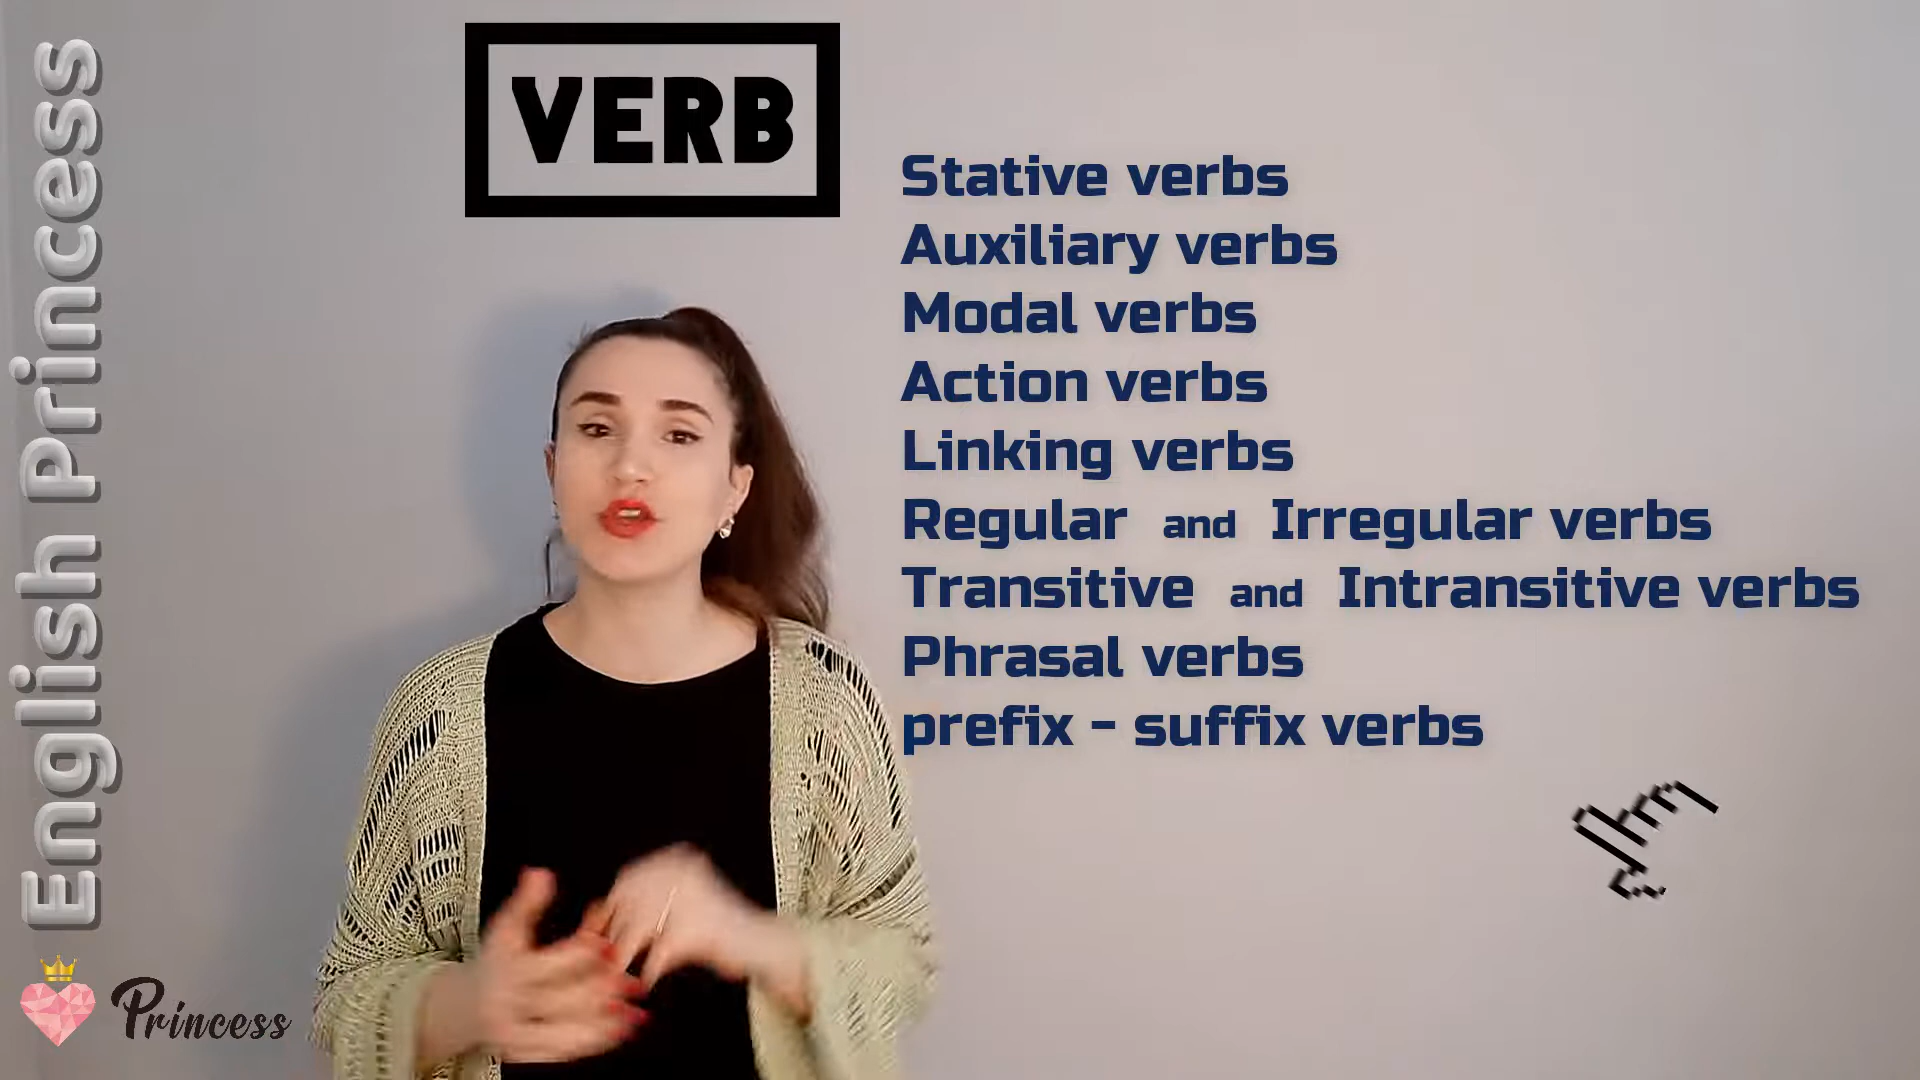 VERB
Stative verbs
Auxiliary verbs
Modal verbs
Action verbs
Linking verbs
Regular and Irregular verbs
Transitive and Intransitive verbs
Phrasal verbs
prefix - suffix verbs
English Princess
Princess